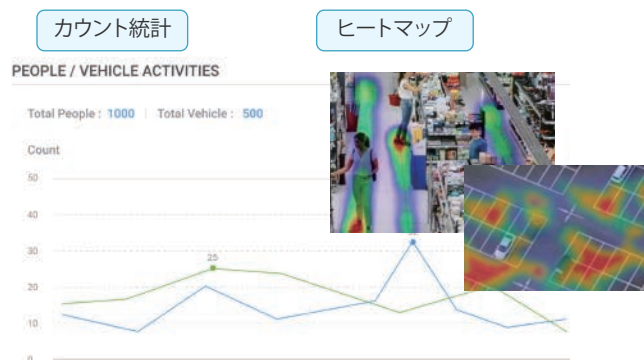 カウント統計
ヒートマップ
PEOPLE / VEHICLE ACTIVITIES
Total People : 1000 | Total Vehicle : 500
Count
50
40
30
25
20
10
0